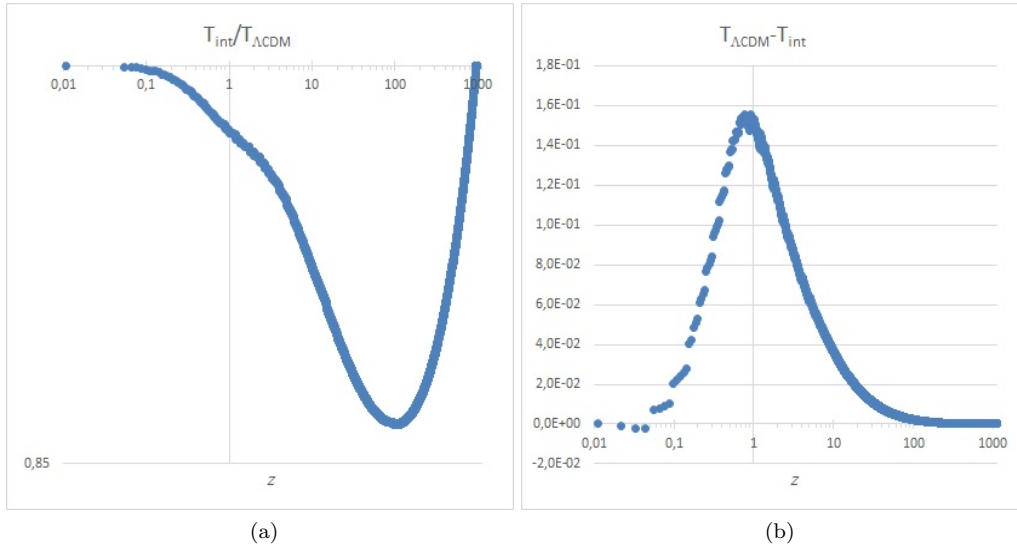 T_int/T_ΛCDM
0,01 0,1 1 10 100 1000
0,85
z
(a)
T_ΛCDM-T_int
1,8E-01
1,6E-01
1,4E-01
1,2E-01
1,0E-01
8,0E-02
6,0E-02
4,0E-02
2,0E-02
0,0E+00
0,01 0,1 1 10 100 1000
-2,0E-02
z
(b)